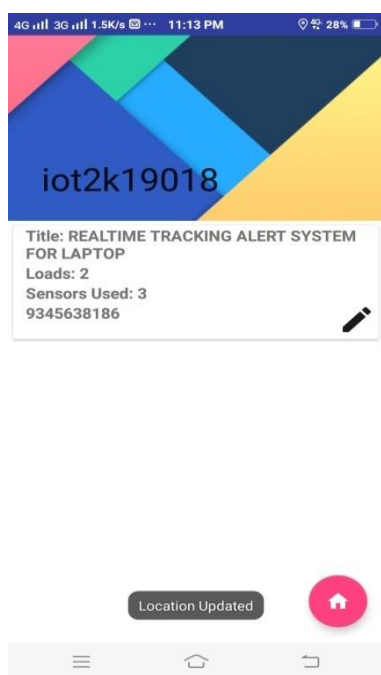 4G 3G 1.5K/s ... 11:13 PM 4G 28%
iot2k19018
Title: REALTIME TRACKING ALERT SYSTEM
FOR LAPTOP
Loads: 2
Sensors Used: 3
9345638186
Location Updated